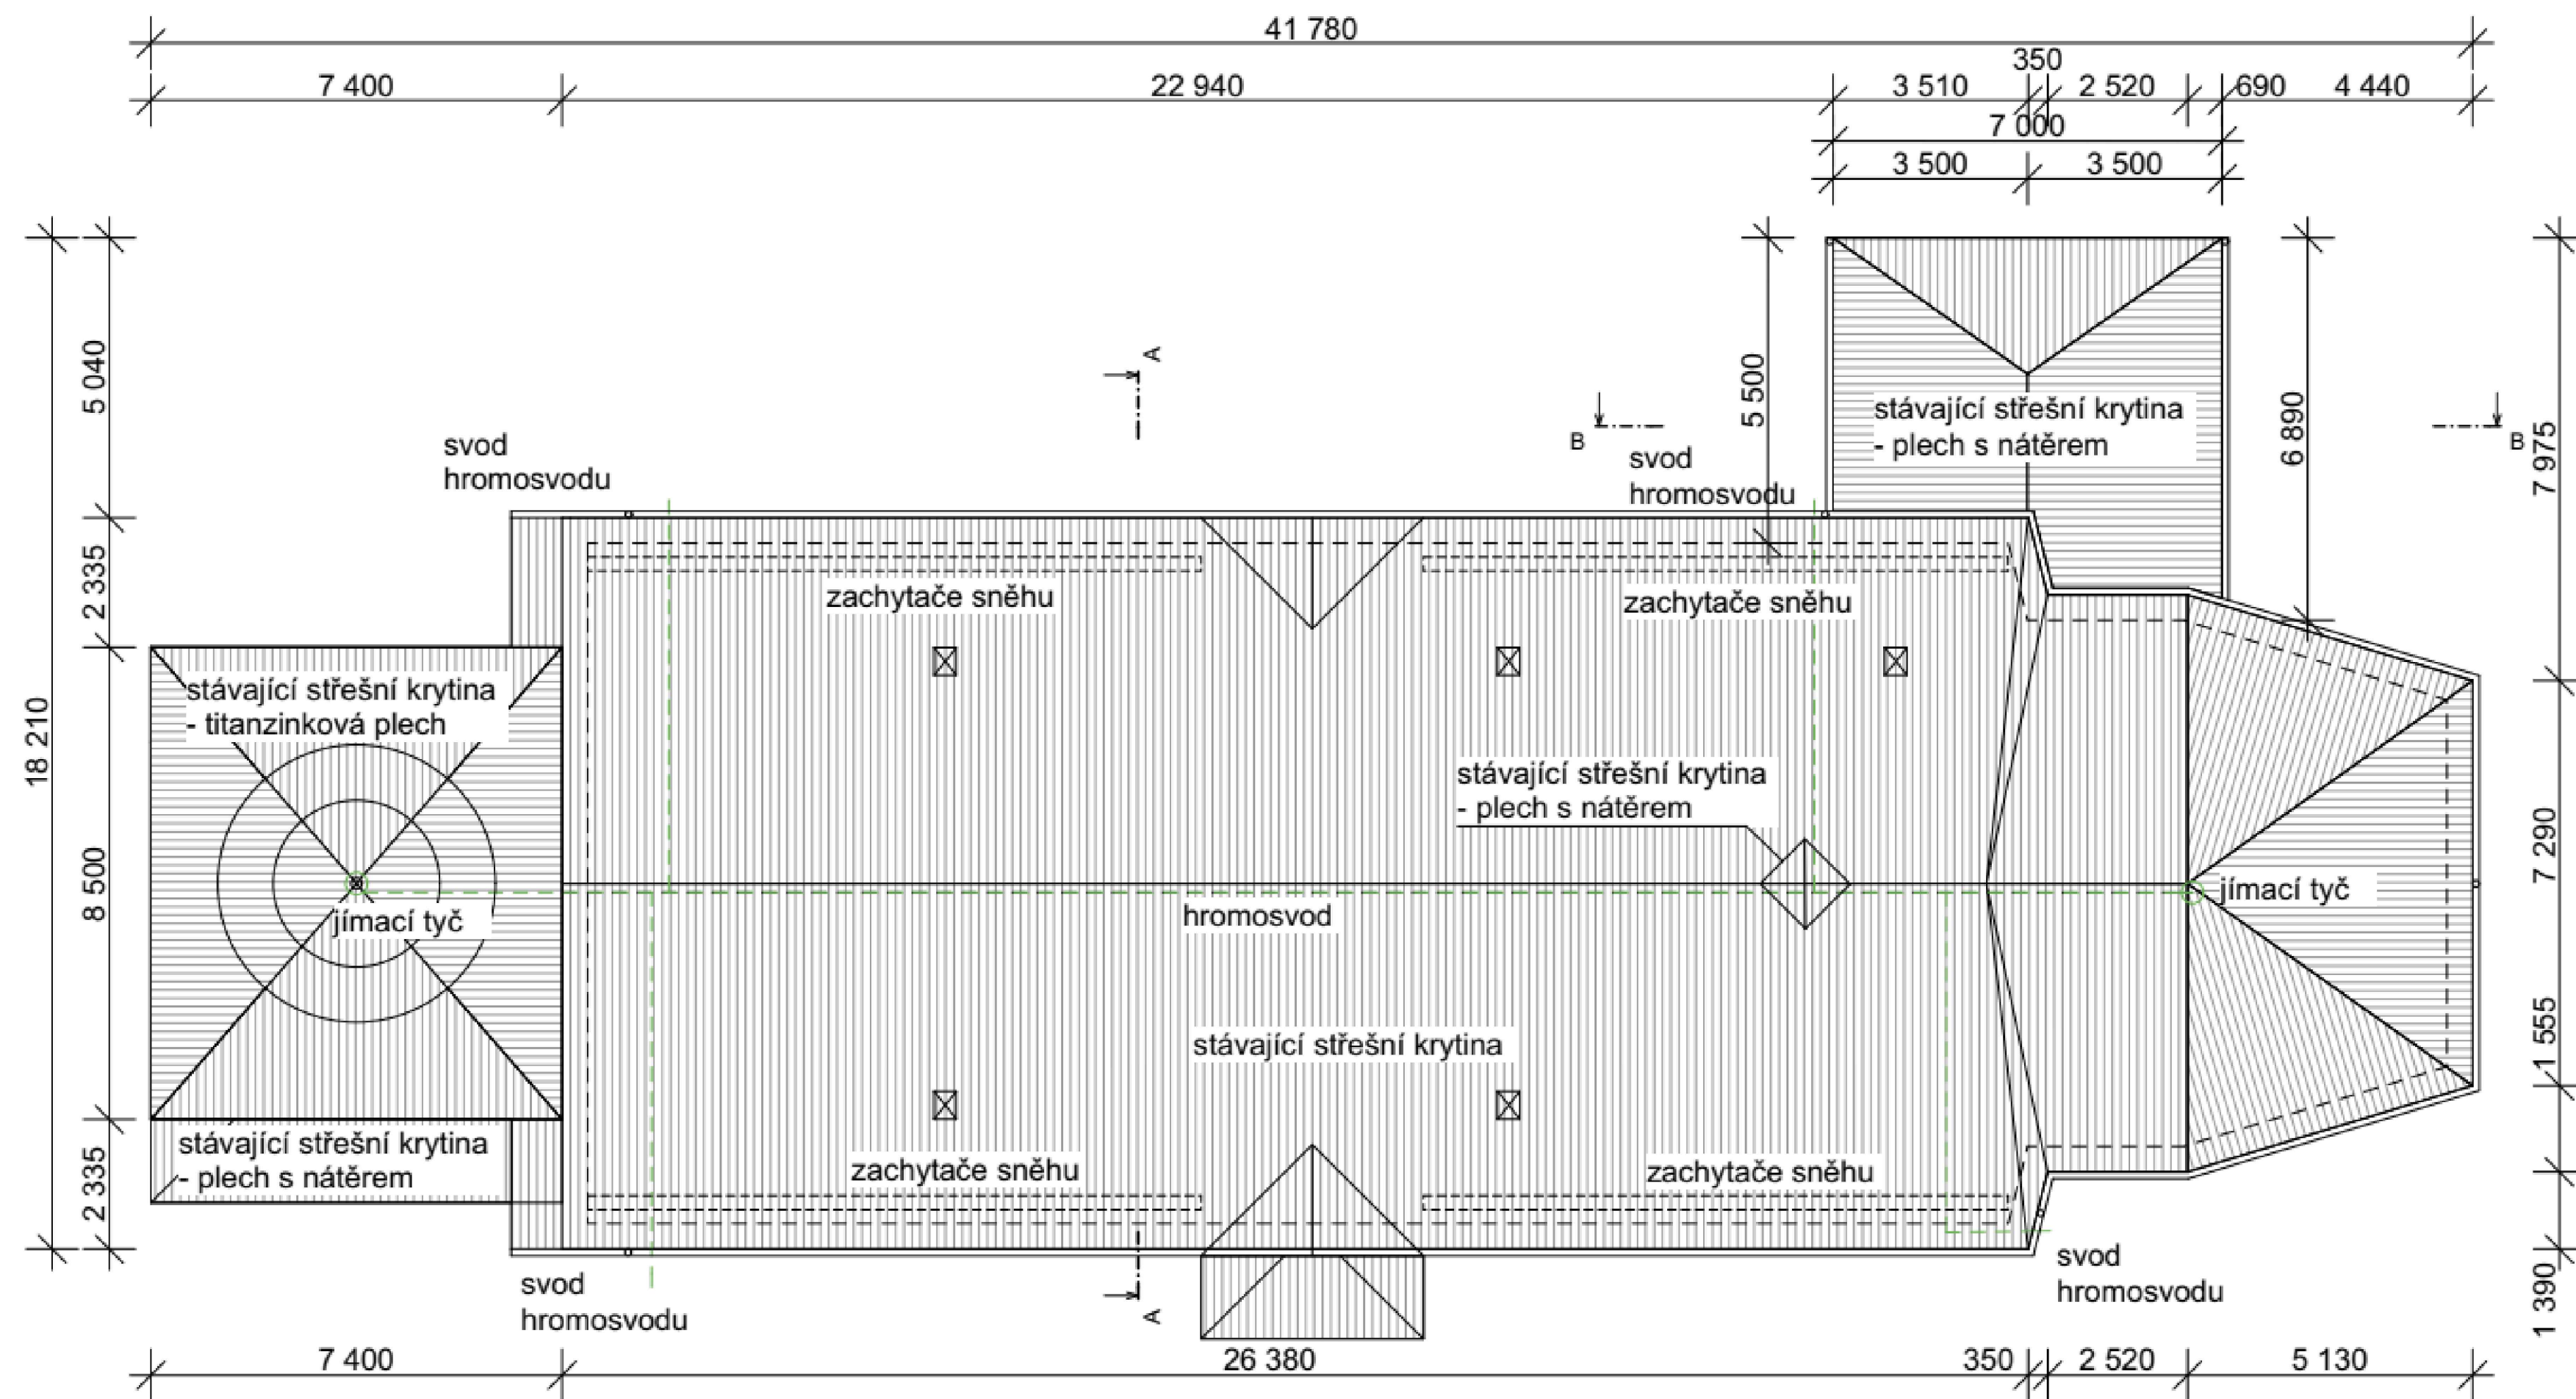 41 780
350
7 400
22 940
3 510
2 520
690
4 440
7 000
3 500
3 500
A
5 040
5 500
stávající střešní krytina
- plech s nátěrem
6 890
B
B
7 975
svod
hromosvodu
svod
hromosvodu
2 335
zachytače sněhu
zachytače sněhu
stávající střešní krytina
- titanzinková plech
18 210
stávající střešní krytina
- plech s nátěrem
8 500
7 290
jímací tyč
hromosvod
jímací tyč
1 555
stávající střešní krytina
stávající střešní krytina
- plech s nátěrem
2 335
zachytače sněhu
zachytače sněhu
svod
hromosvodu
A
svod
hromosvodu
1 390
7 400
26 380
350
2 520
5 130